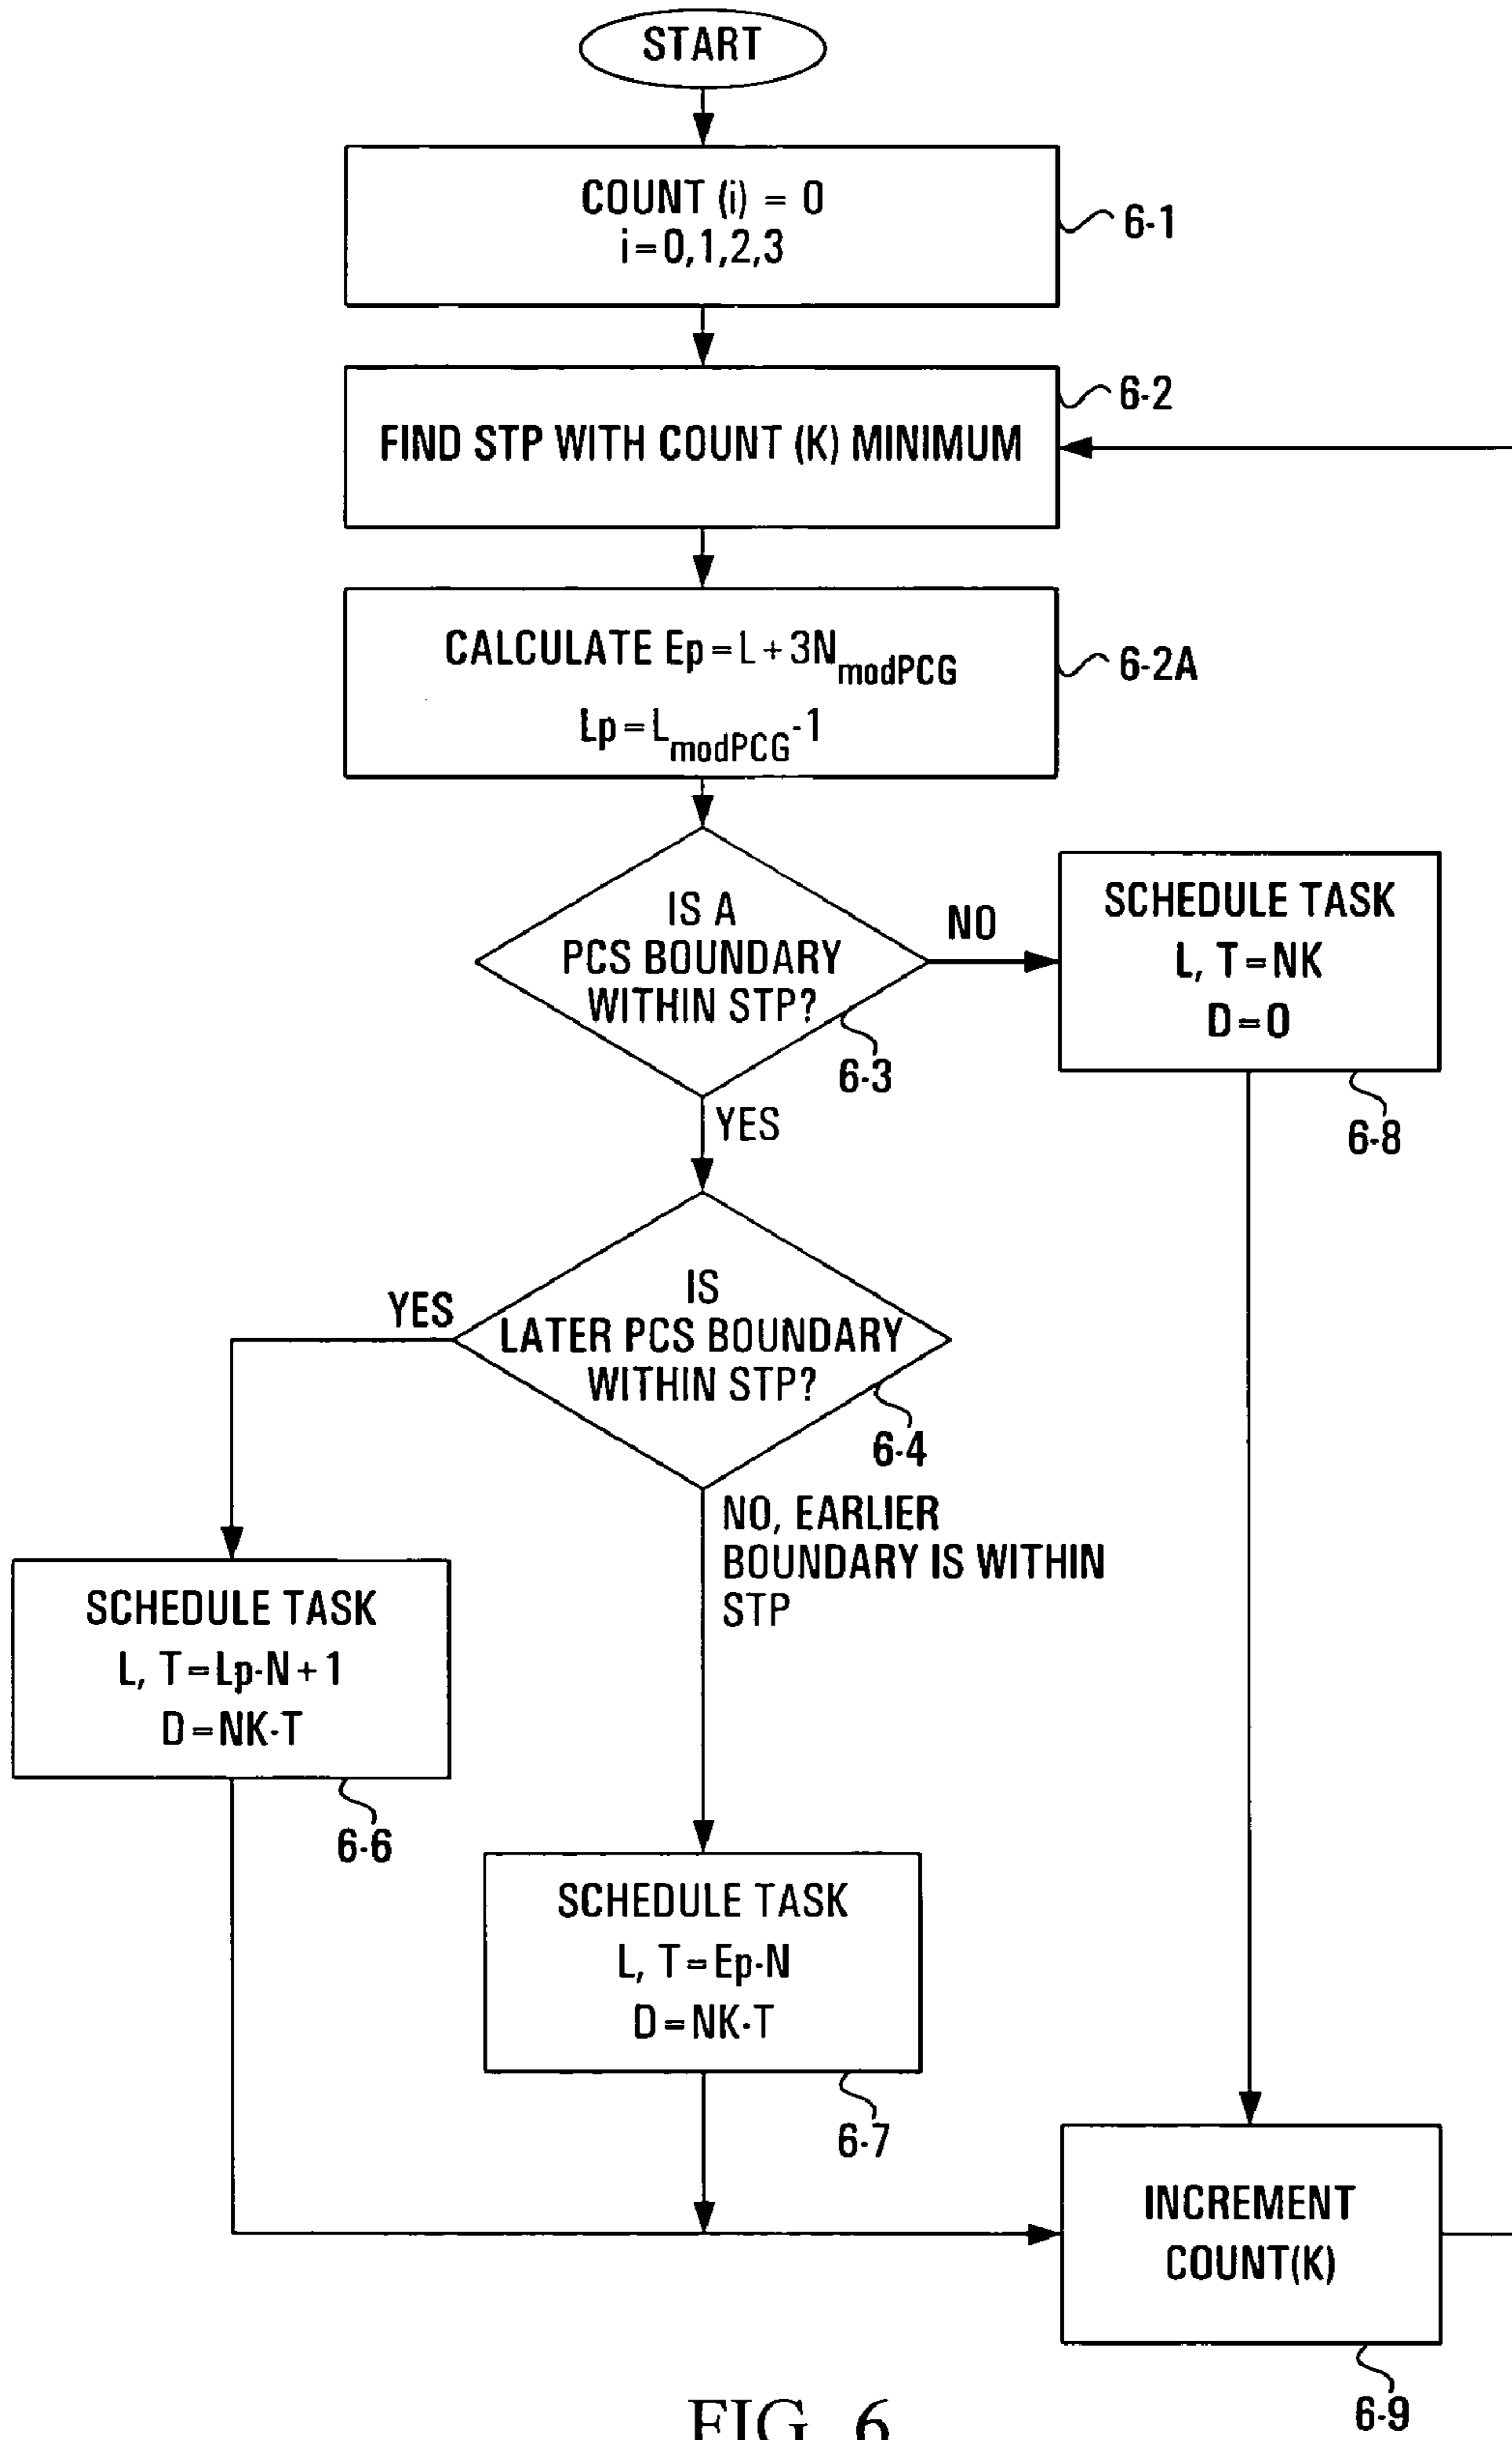 START
COUNT (i) = 0
i=0,1,2,3
6-1
6-2
FIND STP WITH COUNT (K) MINIMUM
CALCULATE Ep=L+3NmodPCG
6-2A
Lp=LmodPCG-1
IS A
PCS BOUNDARY
WITHIN STP?
6-3
NO
SCHEDULE TASK
L, T=NK
D=0
6-8
YES
IS
LATER PCS BOUNDARY
WITHIN STP?
6-4
YES
NO, EARLIER
BOUNDARY IS WITHIN
STP
SCHEDULE TASK
L, T=Lp-N+1
D=NK-T
6-6
SCHEDULE TASK
L, T=Ep-N
D=NK-T
6-7
INCREMENT
COUNT(K)
6-9
FIG. 6